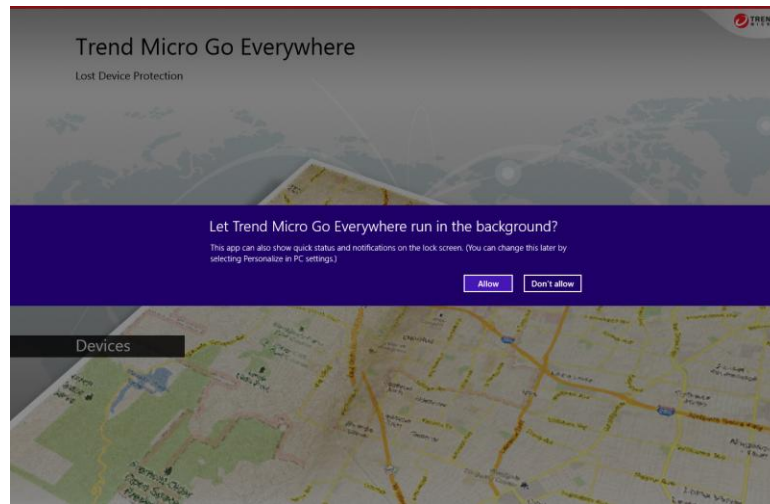 TREND
MICRO
Trend Micro Go Everywhere
Lost Device Protection
Let Trend Micro Go Everywhere run in the background?
This app can also show quick status and notifications on the lock screen. (You can change this later by
selecting Personalize in PC settings.)
Allow
Don't allow
Devices